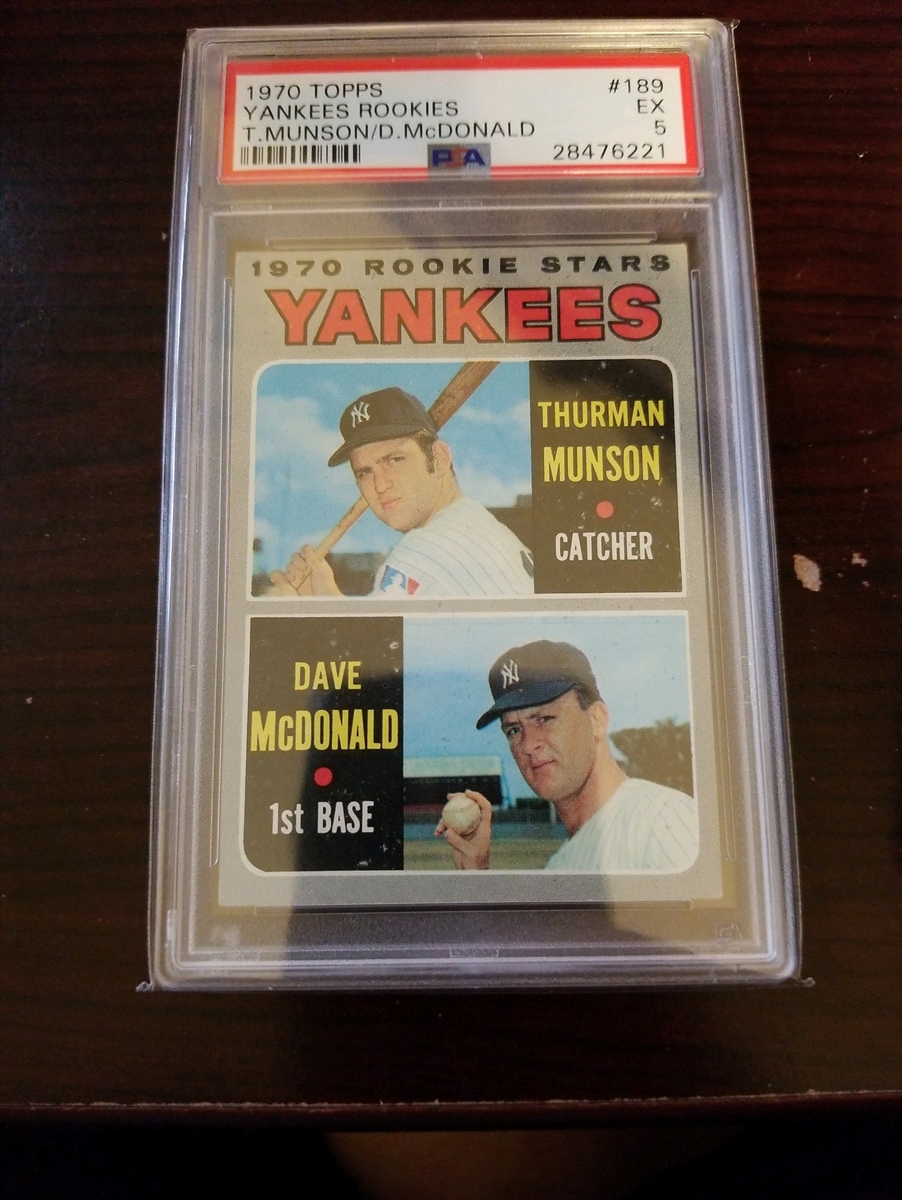 1970 TOPPS #189
YANKEES ROOKIES EX
T.MUNSON/D.McDONALD 5
PSA 28476221
1970 ROOKIE STARS
YANKEES
THURMAN
MUNSON
CATCHER
NY
DAVE
McDONALD
1st BASE
NY